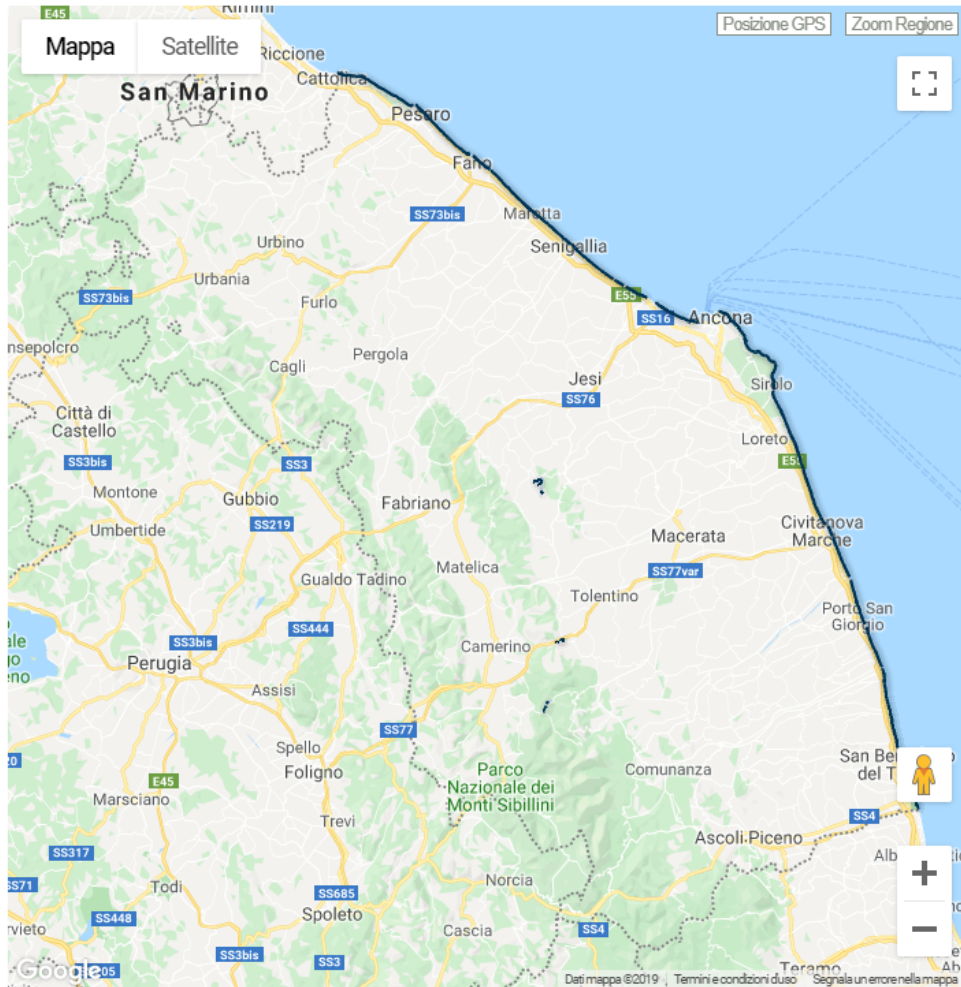 E45
Rimini
Posizione GPS
Zoom Regione
Mappa
Satellite
Riccione
Cattolica
San Marino
Pesaro
Fano
SS73bis
Marotta
Senigallia
Urbino
Urbania
SS73bis
Furlo
E55
SS16
Ancona
nsepolcro
Pergola
Cagli
Jesi
Sirolo
SS76
Città di
Castello
Loreto
SS3bis
SS3
E55
Montone
Gubbio
Fabriano
SS219
Umbertide
Civitanova
Marche
Macerata
Matelica
SS77var
Gualdo Tadino
Tolentino
Porto San
Giorgio
SS444
SS3bis
Camerino
Perugia
Assisi
SS77
Spello
Foligno
San Be
del T
Parco
Nazionale dei
Monti Sibillini
Comunanza
E45
Marsciano
Trevi
SS4
Ascoli Piceno
SS317
Alb
Norcia
SS71
Todi
SS685
Spoleto
SS448
Cascia
SS4
rvieto
SS3bis
SS3
Teramo
Google
Dati mappa ©2019
Termini e condizioni d'uso
Segnala un errore nella mappa